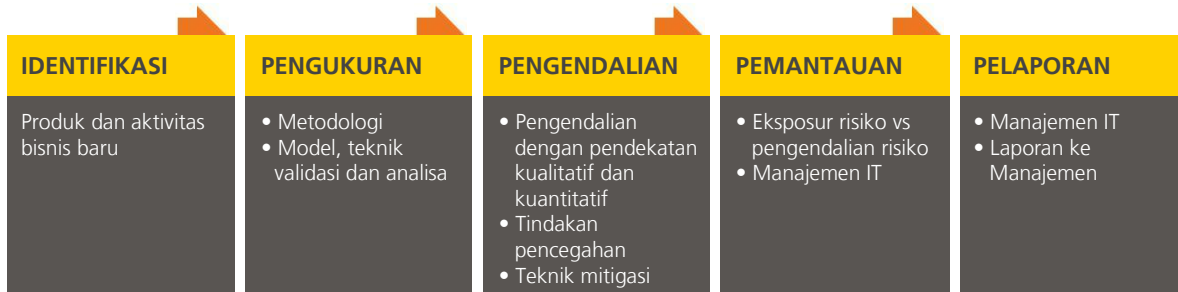 IDENTIFIKASI
Produk dan aktivitas
bisnis baru
PENGUKURAN
• Metodologi
• Model, teknik
validasi dan analisa
PENGENDALIAN
• Pengendalian
dengan pendekatan
kualitatif dan
kuantitatif
• Tindakan
pencegahan
• Teknik mitigasi
PEMANTAUAN
• Eksposur risiko vs
pengendalian risiko
• Manajemen IT
PELAPORAN
• Manajemen IT
• Laporan ke
Manajemen